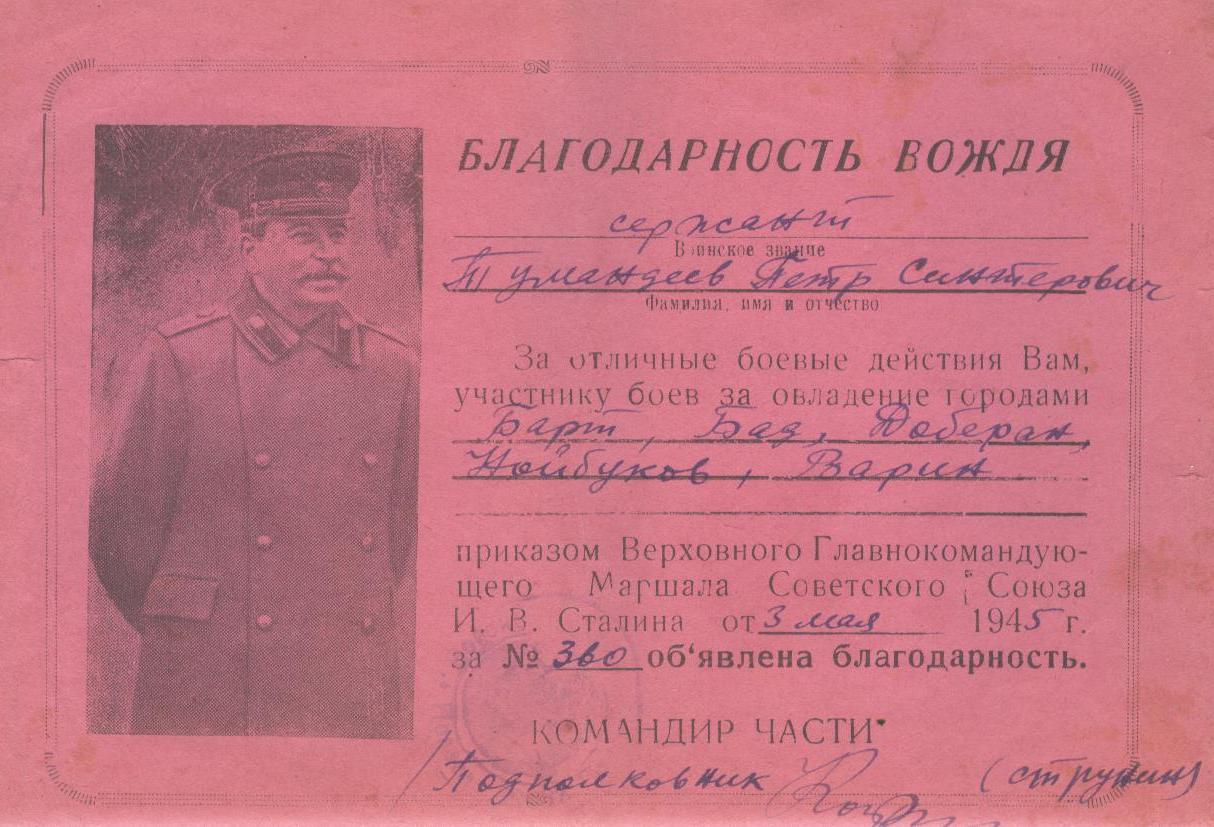 БЛАГОДАРНОСТЬ ВОЖДЯ
сержант
Воинское звание
Тумандеев Петр Синтерович
Фамилия, имя и отчество
За отличные боевые действия Вам,
участнику боев за овладение городами
Барт, Бад, Доберан,
Нойбуков, Варин
приказом Верховного Главнокомандую-
щего Маршала Советского Союза
И. В. Сталина от 3 мая 1945 г.
за № 360 об'явлена благодарность.
КОМАНДИР ЧАСТИ
Подполковник (Струнин)